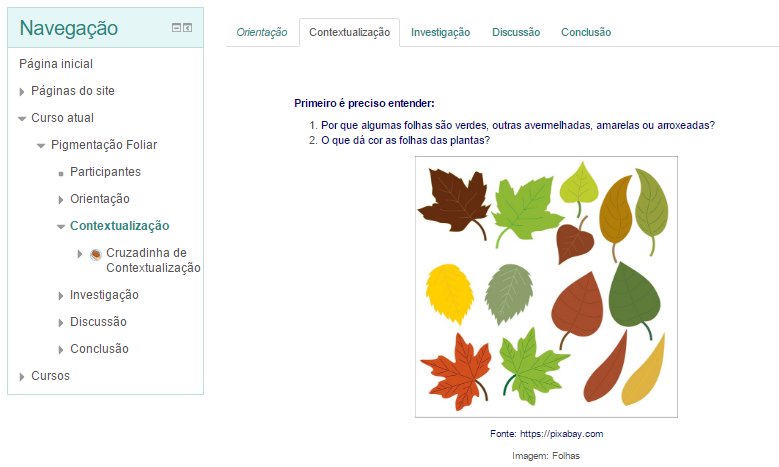 Navegação
Página inicial
Páginas do site
Curso atual
Pigmentação Foliar
Participantes
Orientação
Contextualização
Cruzadinha de
Contextualização
Investigação
Discussão
Conclusão
Cursos
Orientação Contextualização Investigação Discussão Conclusão
Primeiro é preciso entender:
1. Por que algumas folhas são verdes, outras avermelhadas, amarelas ou arroxeadas?
2. O que dá cor as folhas das plantas?
Fonte: https://pixabay.com
Imagem: Folhas